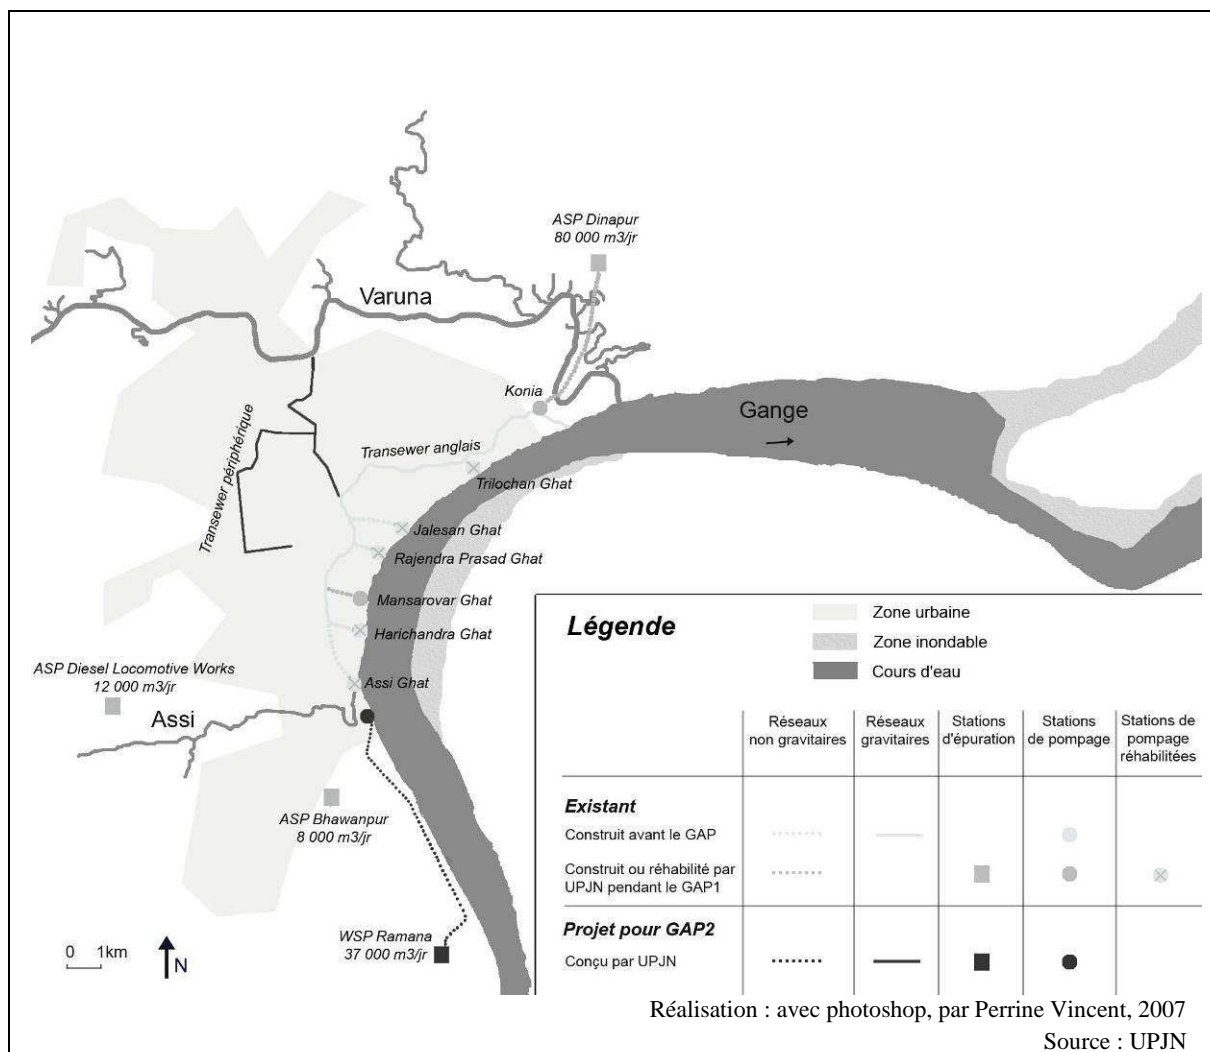 ASP Dinapur
80 000 m3/jr
Varuna
Konia
Gange
Transewer périphérique
Transewer anglais
Trilochan Ghat
Jalesan Ghat
Rajendra Prasad Ghat
Mansarovar Ghat
Harichandra Ghat
Assi Ghat
ASP Diesel Locomotive Works
12 000 m3/jr
Assi
ASP Bhawanpur
8 000 m3/jr
WSP Ramana
37 000 m3/jr
0 1km
N
Légende
Zone urbaine
Zone inondable
Cours d'eau
Réseaux
non gravitaires
Réseaux
gravitaires
Stations
d'épuration
Stations
de pompage
Stations de
pompage
réhabilitées
Existant
Construit avant le GAP
Construit ou réhabilité par
UPJN pendant le GAP1
Projet pour GAP2
Conçu par UPJN
Réalisation : avec photoshop, par Perrine Vincent, 2007
Source : UPJN